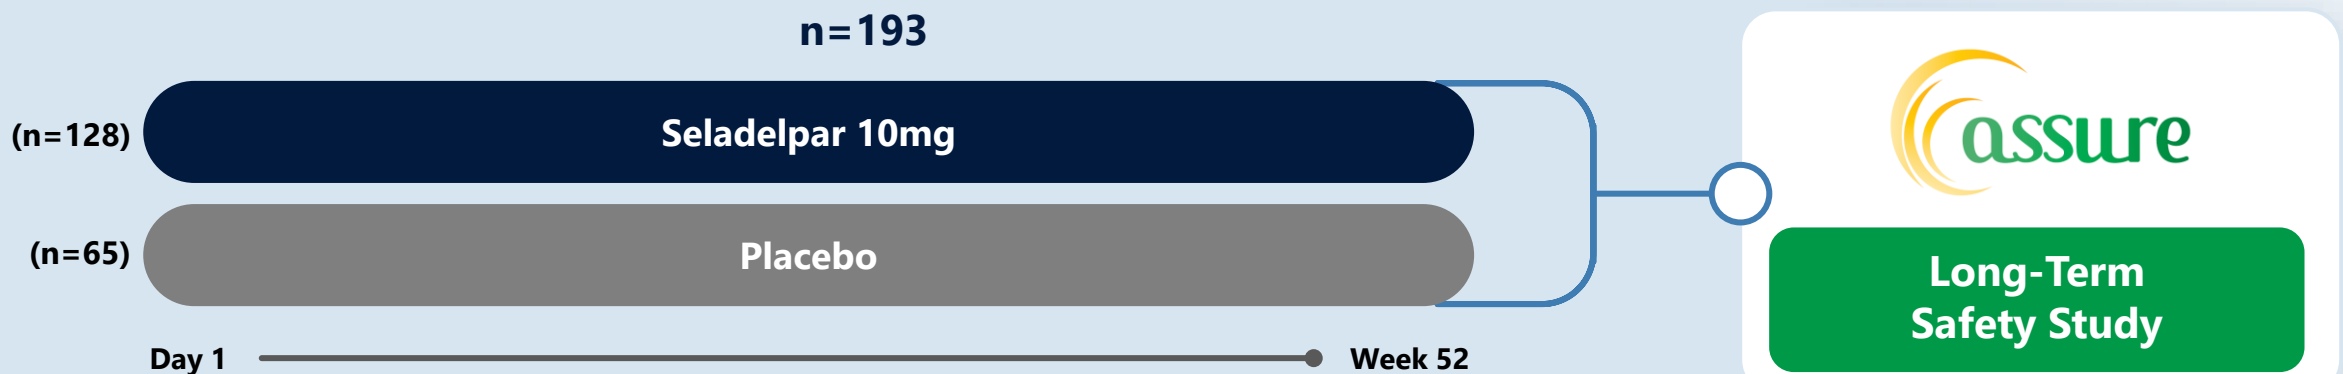 n=193
(n=128)
Seladelpar 10mg
(n=65)
Placebo
Day 1
Week 52
assure
Long-Term
Safety Study